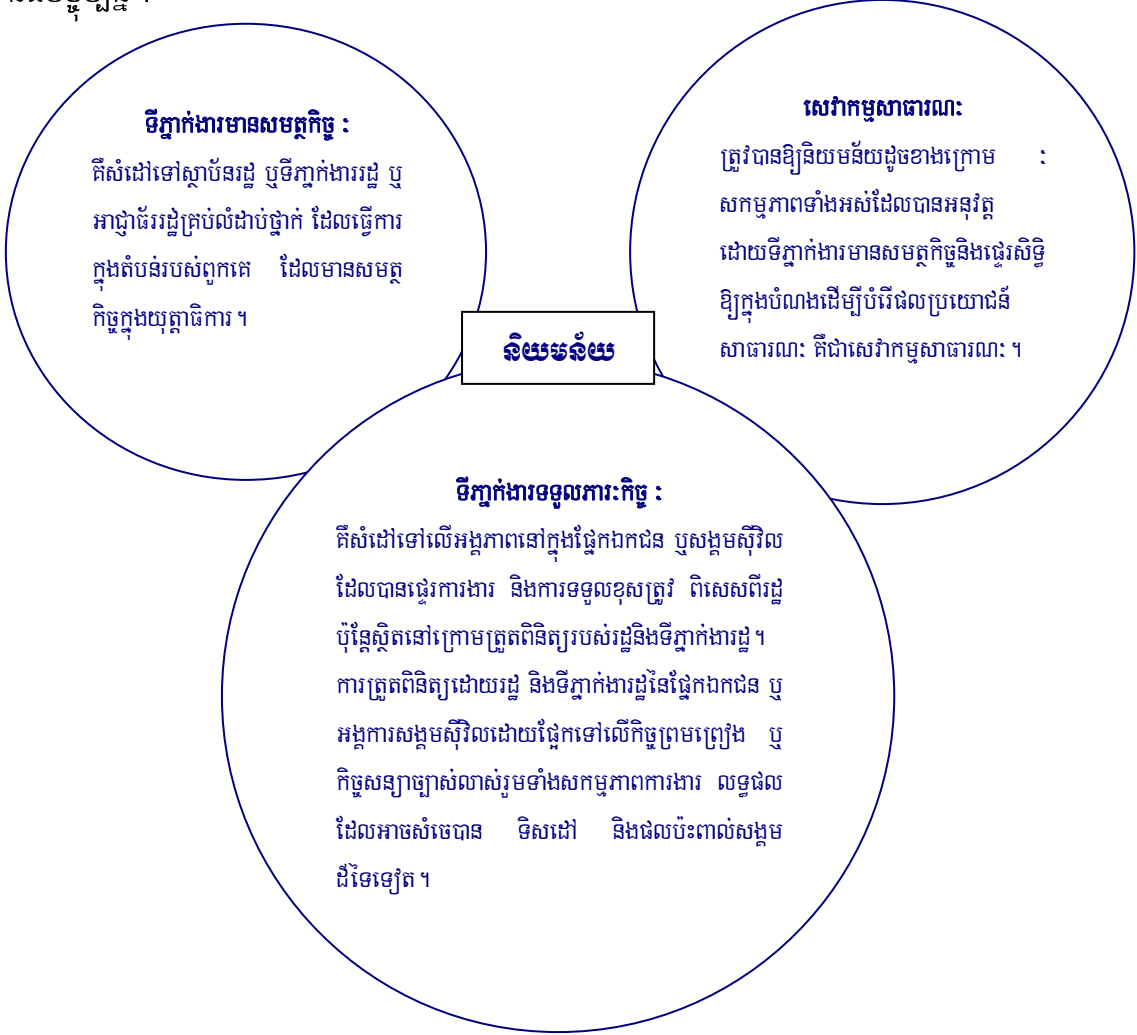 ទីភ្នាក់ងារមានសមត្ថកិច្ច ៈ
គឺសំដៅទៅស្ថាប័នរដ្ឋ ឬទីភ្នាក់ងាររដ្ឋ ឬ
អាជ្ញាធ័ររដ្ឋគ្រប់លំដាប់ថ្នាក់ ដែលធ្វើការ
ក្នុងតំបន់របស់ពួកគេ ដែលមានសមត្ថ
កិច្ចក្នុងយុត្តាធិការ។
សេវាកម្មសាធារណៈ
ត្រូវបានឱ្យនិយមន័យដូចខាងក្រោម ៈ
សកម្មភាពទាំងអស់ដែលបានអនុវត្ត
ដោយទីភ្នាក់ងារមានសមត្ថកិច្ចនិងផ្ទេរសិទ្ធិ
ឱ្យក្នុងបំណងដើម្បីបំរើផលប្រយោជន៍
សាធារណៈ គឺជាសេវាកម្មសាធារណៈ។
និយមន័យ
ទីភ្នាក់ងារទទួលភារៈកិច្ច ៈ
គឺសំដៅទៅលើអង្គភាពនៅក្នុងផ្នែកឯកជន ឬសង្គមស៊ីវិល
ដែលបានផ្ទេរការងារ និងការទទួលខុសត្រូវ ពិសេសពីរដ្ឋ
ប៉ុន្តែស្ថិតនៅក្រោមត្រួតពិនិត្យរបស់រដ្ឋនិងទីភ្នាក់ងាររដ្ឋ។
ការត្រួតពិនិត្យដោយរដ្ឋ និងទីភ្នាក់ងាររដ្ឋនៃផ្នែកឯកជន ឬ
អង្គការសង្គមស៊ីវិលដោយផ្អែកទៅលើកិច្ចព្រមព្រៀង ឬ
កិច្ចសន្យាច្បាស់លាស់រួមទាំងសកម្មភាពការងារ លទ្ធផល
ដែលអាចសំចេបាន ទិសដៅ និងផលប៉ះពាល់សង្គម
ដ៏ទៃទៀត។